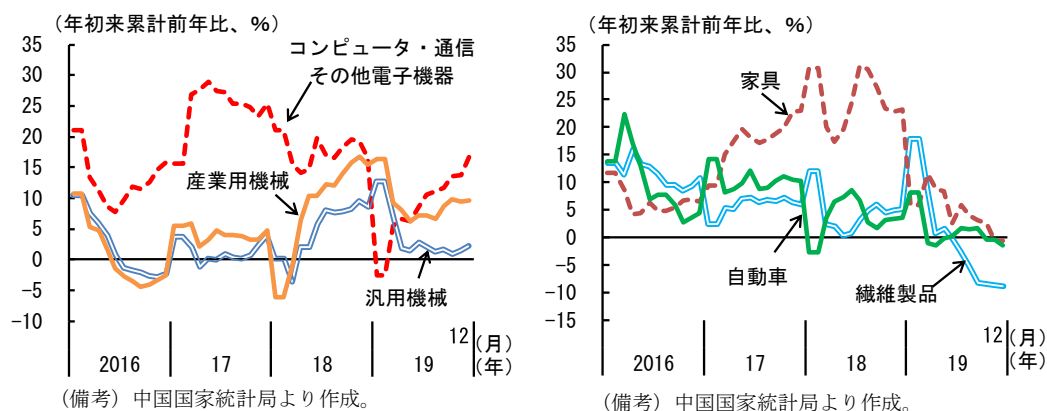 (年初来累計前年比、%)
35
30
25
20
15
10
5
0
-5
-10
コンピュータ・通信
その他電子機器
産業用機械
汎用機械
12
(月)
2016 17 18 19 (年)
(備考) 中国国家統計局より作成。
(年初来累計前年比、%)
35
30
25
20
15
10
5
0
-5
-10
-15
家具
自動車
繊維製品
12
(月)
2016 17 18 19 (年)
(備考) 中国国家統計局より作成。